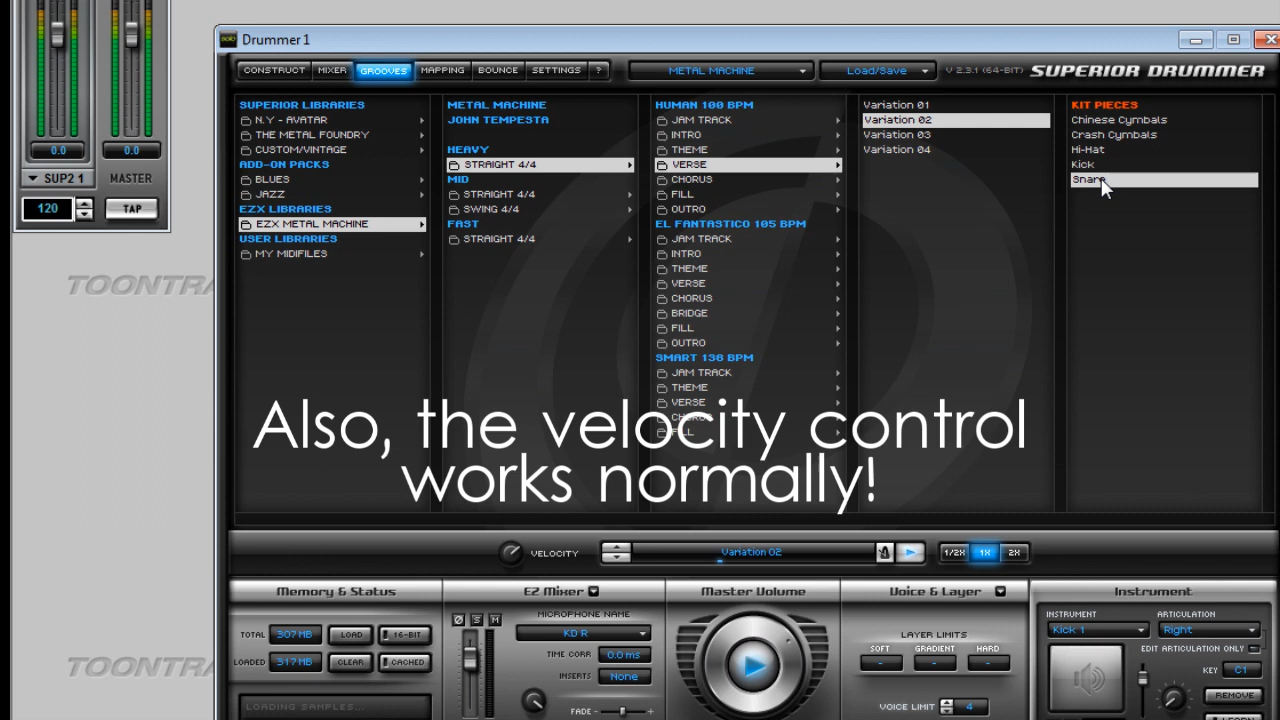 Drummer 1
CONSTRUCT MIXER GROOVES MAPPING BOUNCE SETTINGS ? METAL MACHINE Load/Save V 2.3.1 (64-BIT) SUPERIOR DRUMMER
SUPERIOR LIBRARIES
N.Y - AVATAR
THE METAL FOUNDRY
CUSTOM/VINTAGE
ADD-ON PACKS
BLUES
JAZZ
EZX LIBRARIES
EZX METAL MACHINE
USER LIBRARIES
MY MIDIFILES
METAL MACHINE
JOHN TEMPESTA
HEAVY
STRAIGHT 4/4
MID
STRAIGHT 4/4
SWING 4/4
FAST
STRAIGHT 4/4
HUMAN 100 BPM
JAM TRACK
INTRO
THEME
VERSE
CHORUS
FILL
OUTRO
EL FANTASTICO 105 BPM
JAM TRACK
INTRO
THEME
VERSE
CHORUS
BRIDGE
FILL
OUTRO
SMART 136 BPM
JAM TRACK
THEME
VERSE
CHORUS
FILL
Variation 01
Variation 02
Variation 03
Variation 04
KIT PIECES
Chinese Cymbals
Crash Cymbals
Hi-Hat
Kick
Snare
0.0 0.0
SUP2 1 MASTER
120 TAP
TOONTRA
Also, the velocity control
works normally!
VELOCITY Variation 02 1/2X 1X 2X
Memory & Status
TOTAL 307 MB LOAD 16-BIT
LOADED 317 MB CLEAR CACHED
LOADING SAMPLES...
EZ Mixer
Ø S M MICROPHONE NAME
KD R
TIME CORR 0.0 ms
INSERTS None
FADE - +
Master Volume
Voice & Layer
LAYER LIMITS
SOFT GRADIENT HARD
- - -
VOICE LIMIT 4
Instrument
INSTRUMENT ARTICULATION
Kick 1 Right
EDIT ARTICULATION ONLY
KEY C1
REMOVE
LEARN
TOONTRA